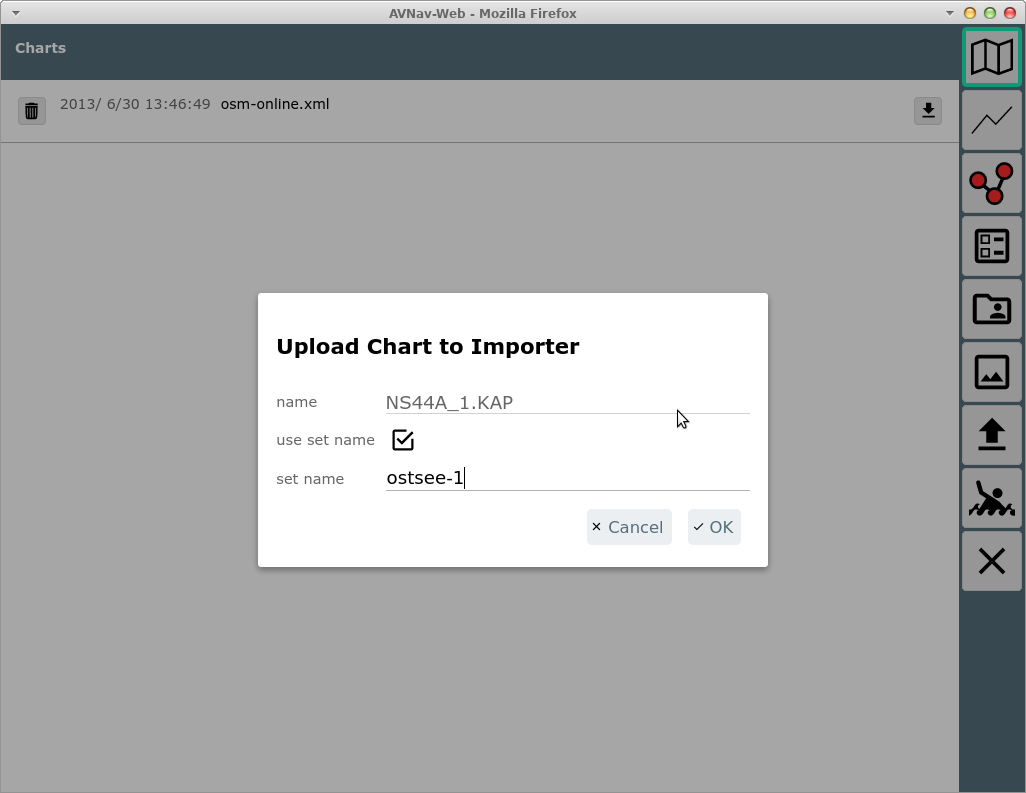 AVNav-Web - Mozilla Firefox
Charts
2013/ 6/30 13:46:49 osm-online.xml
Upload Chart to Importer
name NS44A_1.KAP
use set name
set name ostsee-1
Cancel OK